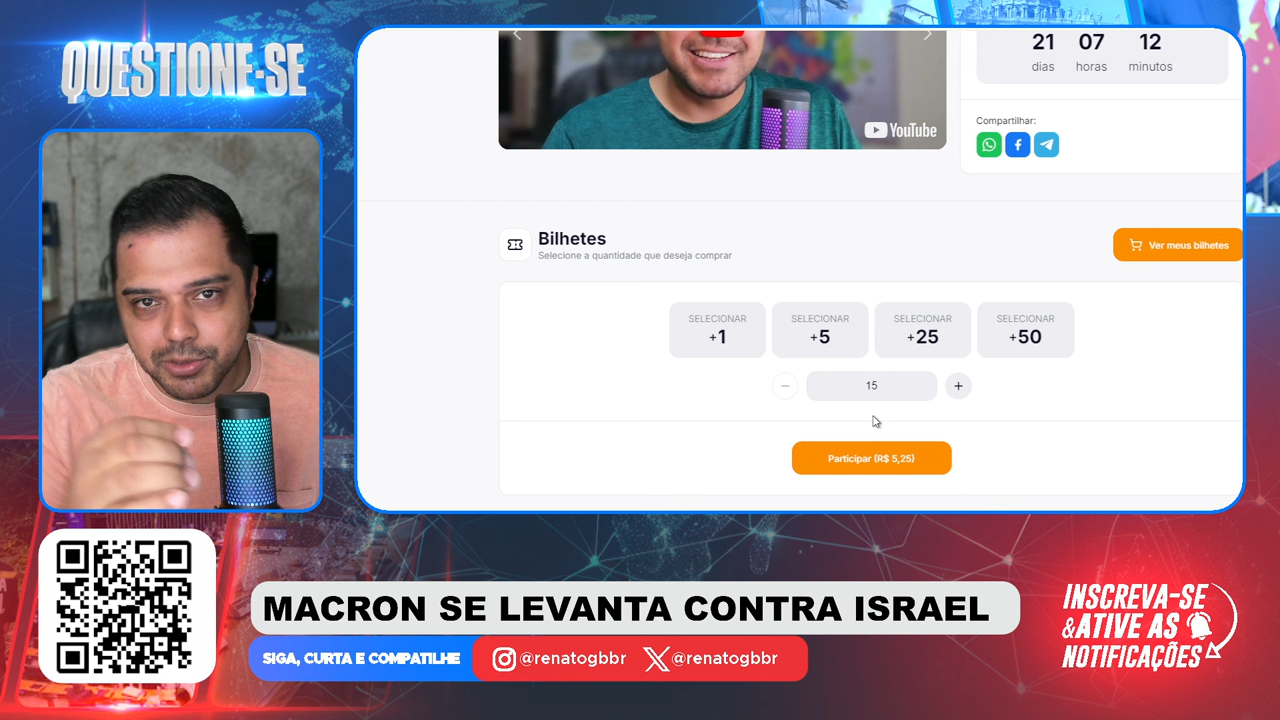 QUESTIONE-SE
21 07 12
dias horas minutos
Compartilhar:
YouTube
Bilhetes
Selecione a quantidade que deseja comprar
Ver meus bilhetes
SELECIONAR SELECIONAR SELECIONAR SELECIONAR
+1 +5 +25 +50
− 15 +
Participar (R$ 5,25)
MACRON SE LEVANTA CONTRA ISRAEL
SIGA, CURTA E COMPATILHE @renatogbbr @renatogbbr
INSCREVA-SE
&ATIVE AS
NOTIFICAÇÕES